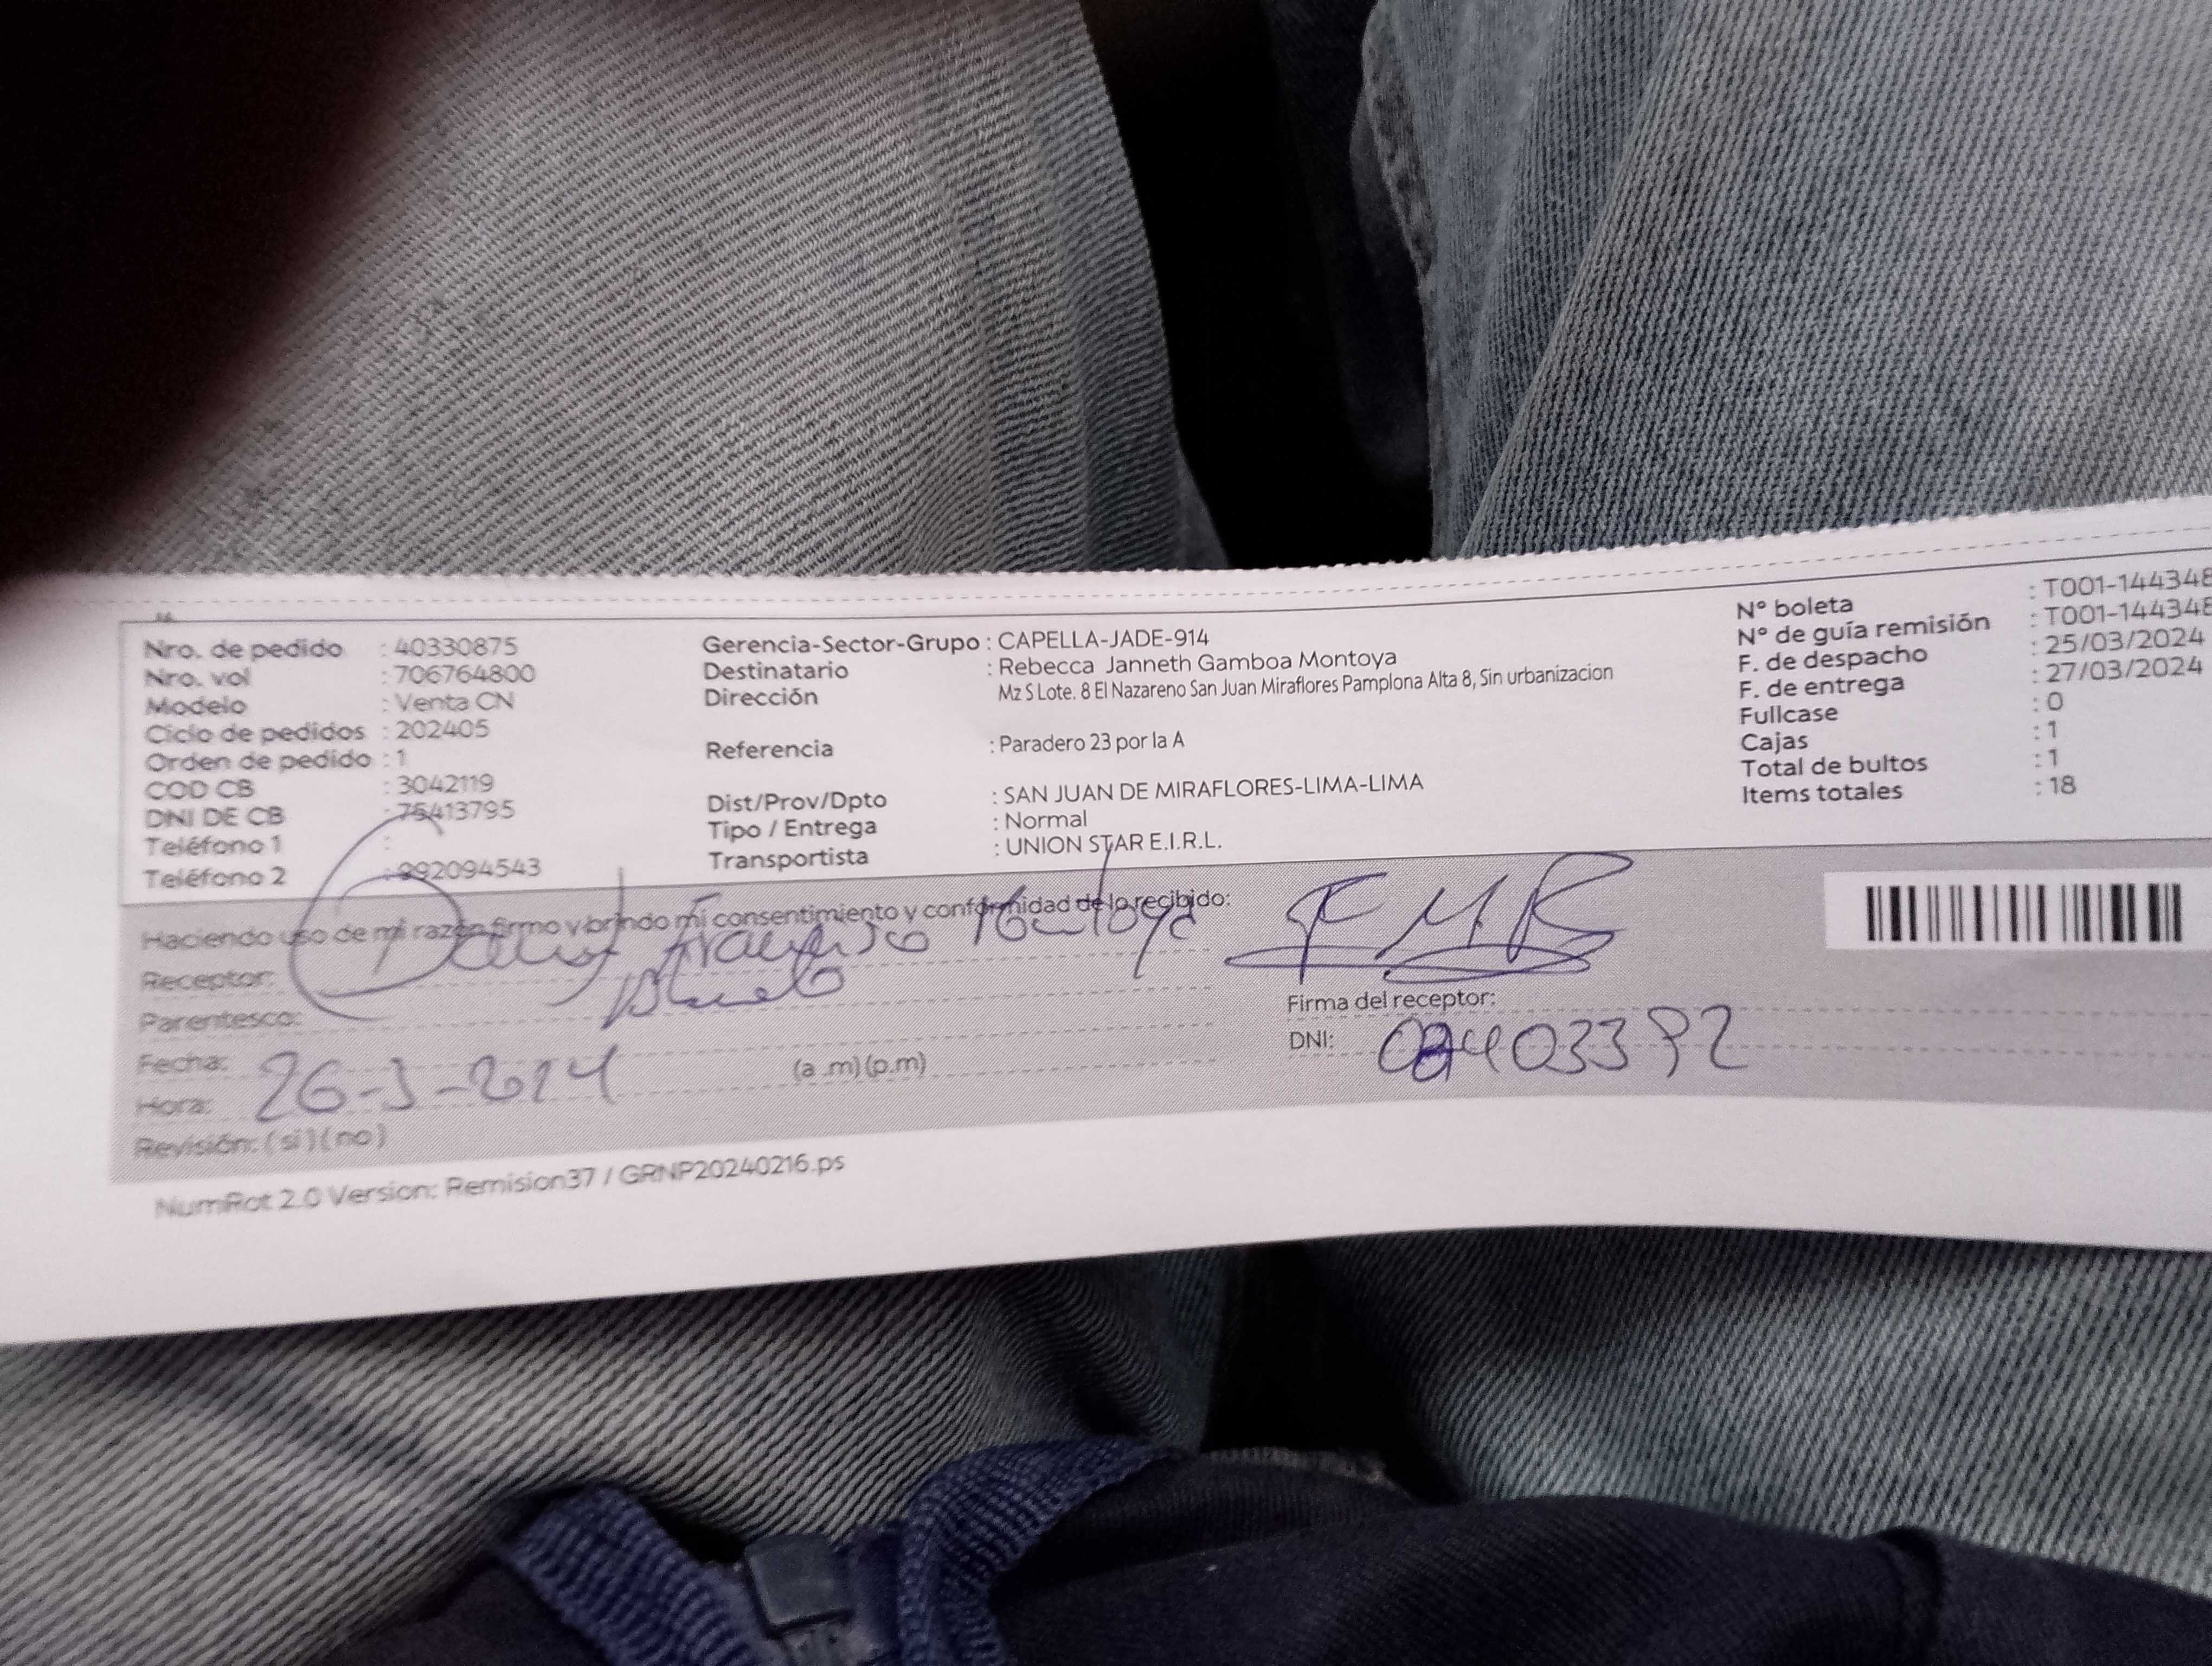 Nro. de pedido : 40330875
Nro. vol : 706764800
Modelo : Venta CN
Ciclo de pedidos : 202405
Orden de pedido : 1
COD CB : 3042119
DNI DE CB : 75413795
Teléfono 1 :
Teléfono 2 : 992094543
Gerencia-Sector-Grupo : CAPELLA-JADE-914
Destinatario : Rebecca Janneth Gamboa Montoya
Dirección Mz S Lote. 8 El Nazareno San Juan Miraflores Pamplona Alta 8, Sin urbanizacion
Referencia : Paradero 23 por la A
Dist/Prov/Dpto : SAN JUAN DE MIRAFLORES-LIMA-LIMA
Tipo / Entrega : Normal
Transportista : UNION STAR E.I.R.L.
N° boleta : T001-144348
N° de guía remisión : T001-144348
F. de despacho : 25/03/2024
F. de entrega : 27/03/2024
Fullcase : 0
Cajas : 1
Total de bultos : 1
Items totales : 18
Haciendo uso de mi razón firmo y brindo mi consentimiento y conformidad de lo recibido:
Receptor: Francisco Montoya
Parentesco: Abuelo
Fecha: 26-3-2024
Hora: (a .m) (p.m)
Revisión: ( si ) ( no )
FMR
Firma del receptor:
DNI:
NumRot 2.0 Version: Remision37 / GRNP20240216.ps